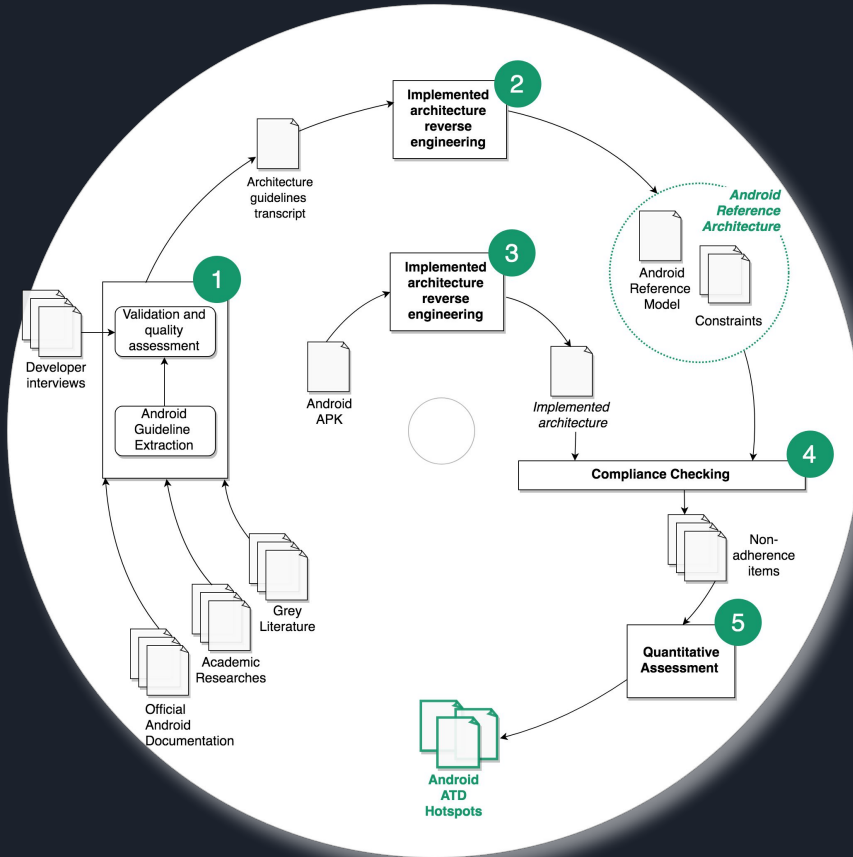 2
Implemented
architecture
reverse
engineering
Architecture
guidelines
transcript
Android
Reference
Architecture
Android
Reference
Model
Constraints
3
Implemented
architecture
reverse
engineering
Android
APK
Implemented
architecture
1
Validation and
quality
assessment
Developer
interviews
Android
Guideline
Extraction
4
Compliance Checking
Non-
adherence
items
Grey
Literature
Academic
Researches
Official
Android
Documentation
5
Quantitative
Assessment
Android
ATD
Hotspots